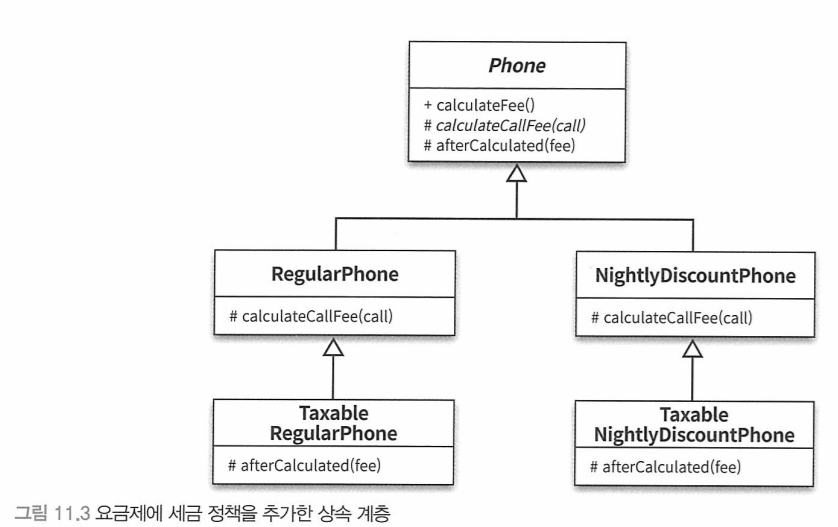 Phone
+ calculateFee()
# calculateCallFee(call)
# afterCalculated(fee)
RegularPhone
# calculateCallFee(call)
NightlyDiscountPhone
# calculateCallFee(call)
Taxable
RegularPhone
# afterCalculated(fee)
Taxable
NightlyDiscountPhone
# afterCalculated(fee)
그림 11.3 요금제에 세금 정책을 추가한 상속 계층